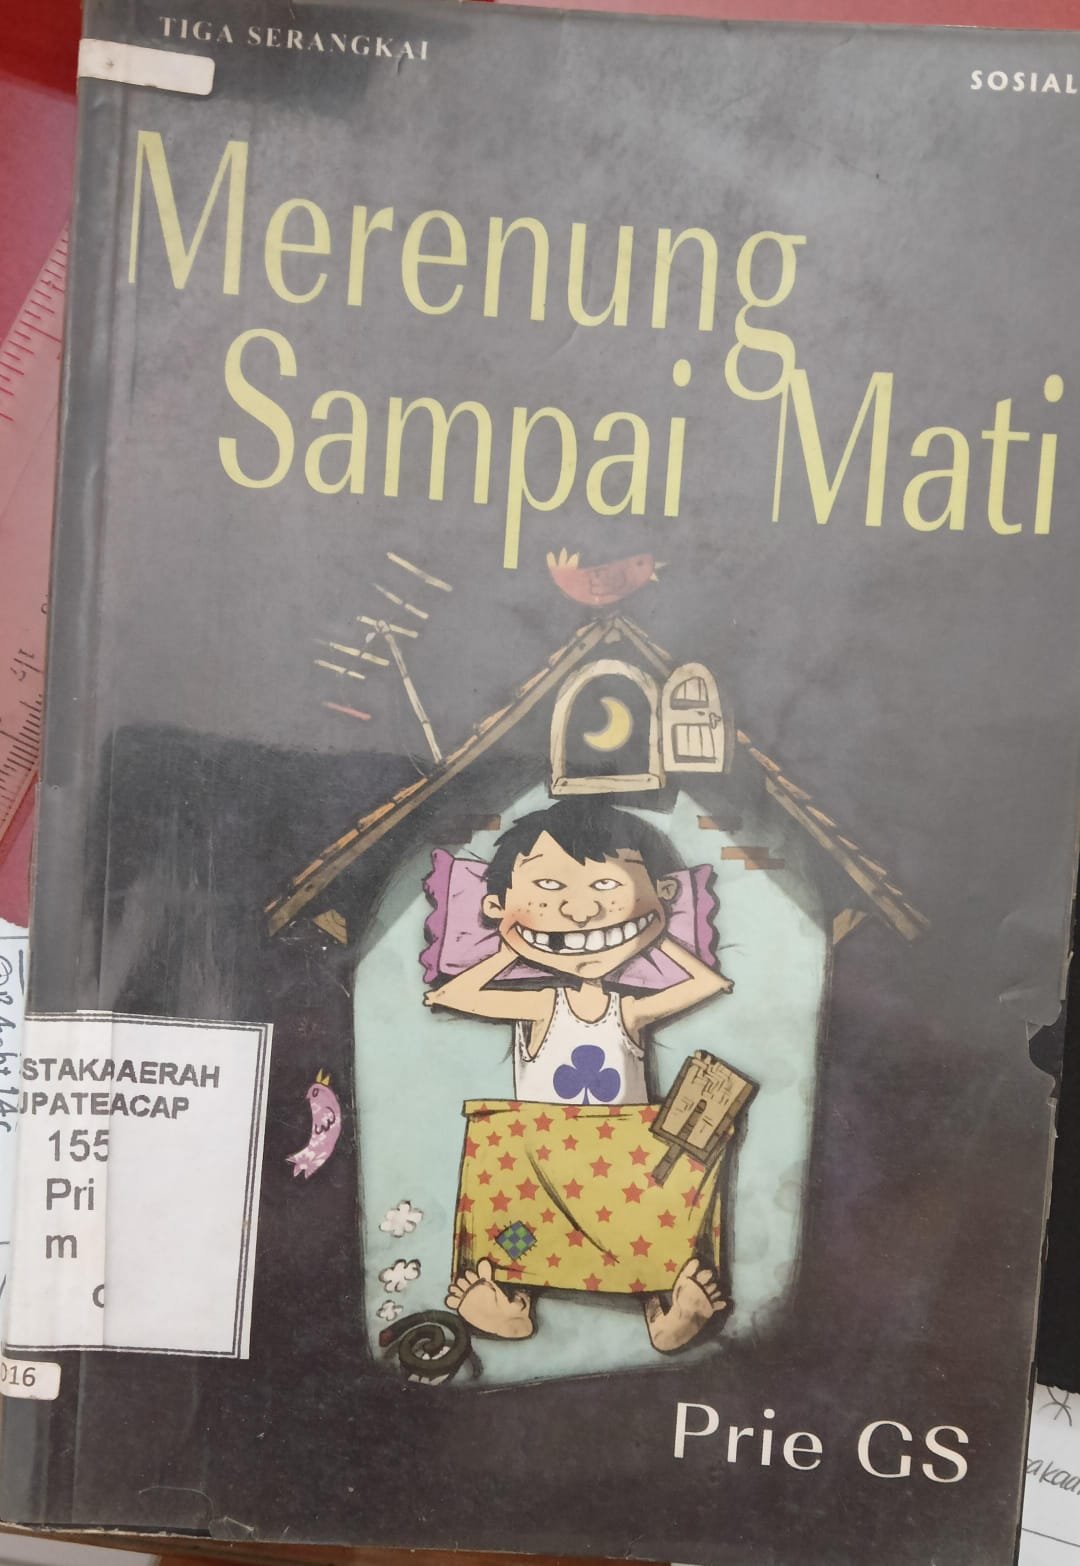 TIGA SERANGKAI
SOSIAL
Merenung
Sampai Mati
STAKAAERAH
JPATEACAP
155
Pri
m
016
Prie GS